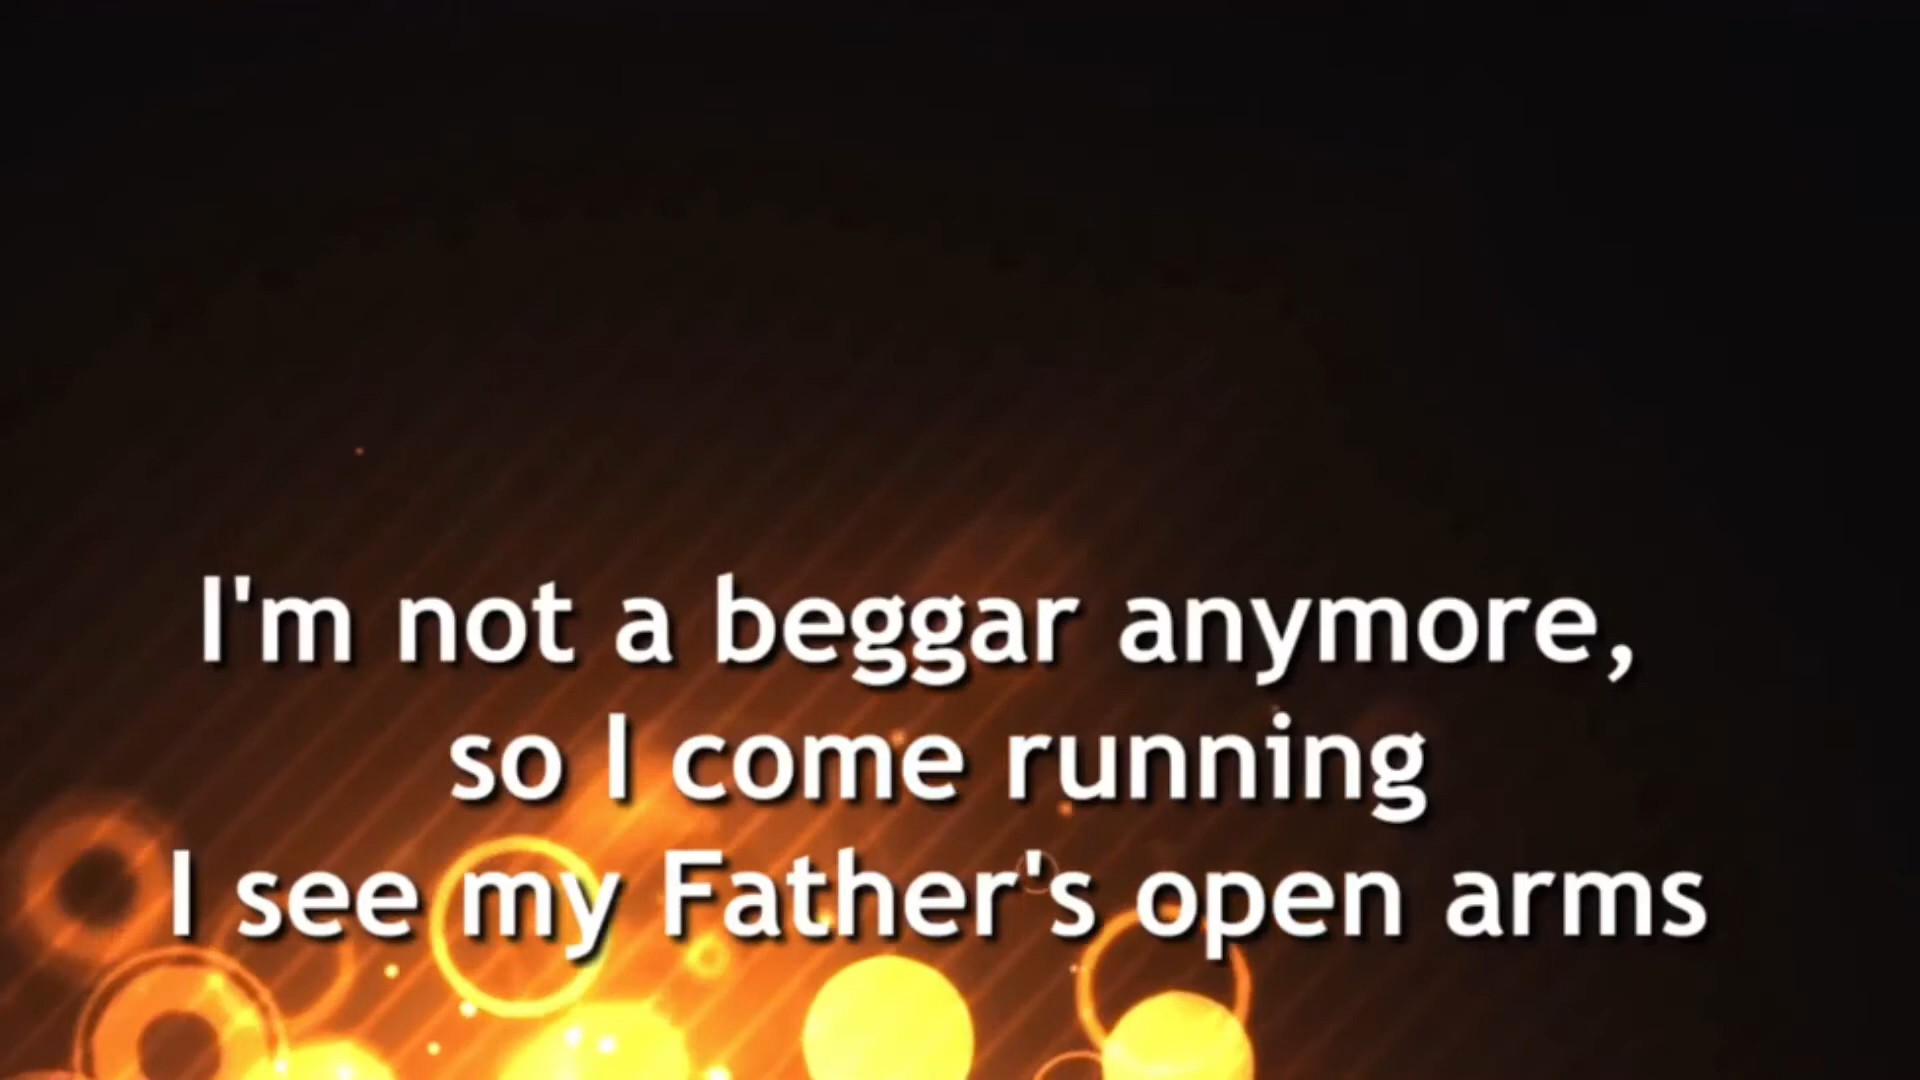 I'm not a beggar anymore,
so I come running
I see my Father's open arms